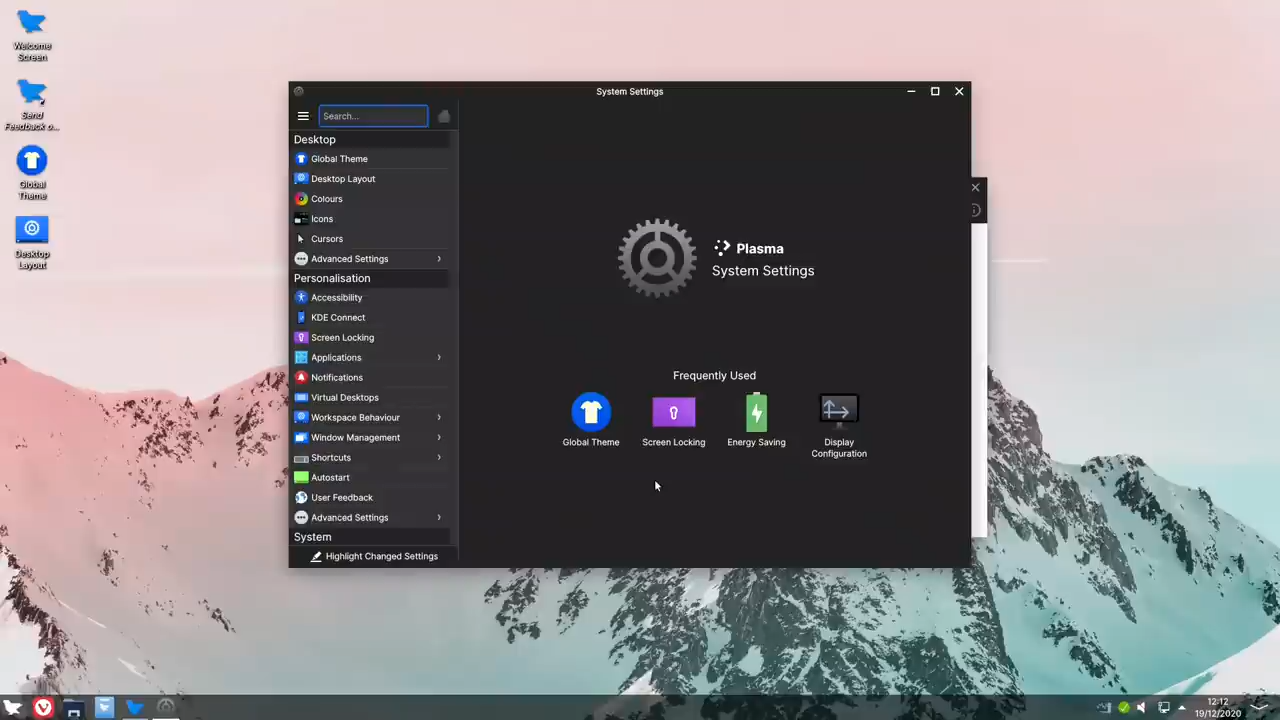 Welcome
Screen
Send
Feedback o...
Global
Theme
Desktop
Layout
System Settings
Search...
Desktop
Global Theme
Desktop Layout
Colours
Icons
Cursors
Advanced Settings
Personalisation
Accessibility
KDE Connect
Screen Locking
Applications
Notifications
Virtual Desktops
Workspace Behaviour
Window Management
Shortcuts
Autostart
User Feedback
Advanced Settings
System
Highlight Changed Settings
Plasma
System Settings
Frequently Used
Global Theme
Screen Locking
Energy Saving
Display
Configuration
12:12
19/12/2020